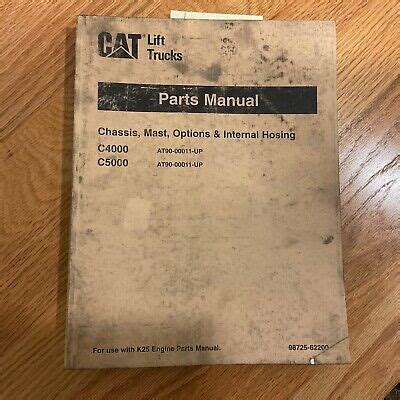 CAT Lift
Trucks
Parts Manual
Chassis, Mast, Options & Internal Hosing
C4000 AT90-00011-UP
C5000 AT90-00011-UP
For use with K25 Engine Parts Manual. 98725-62200